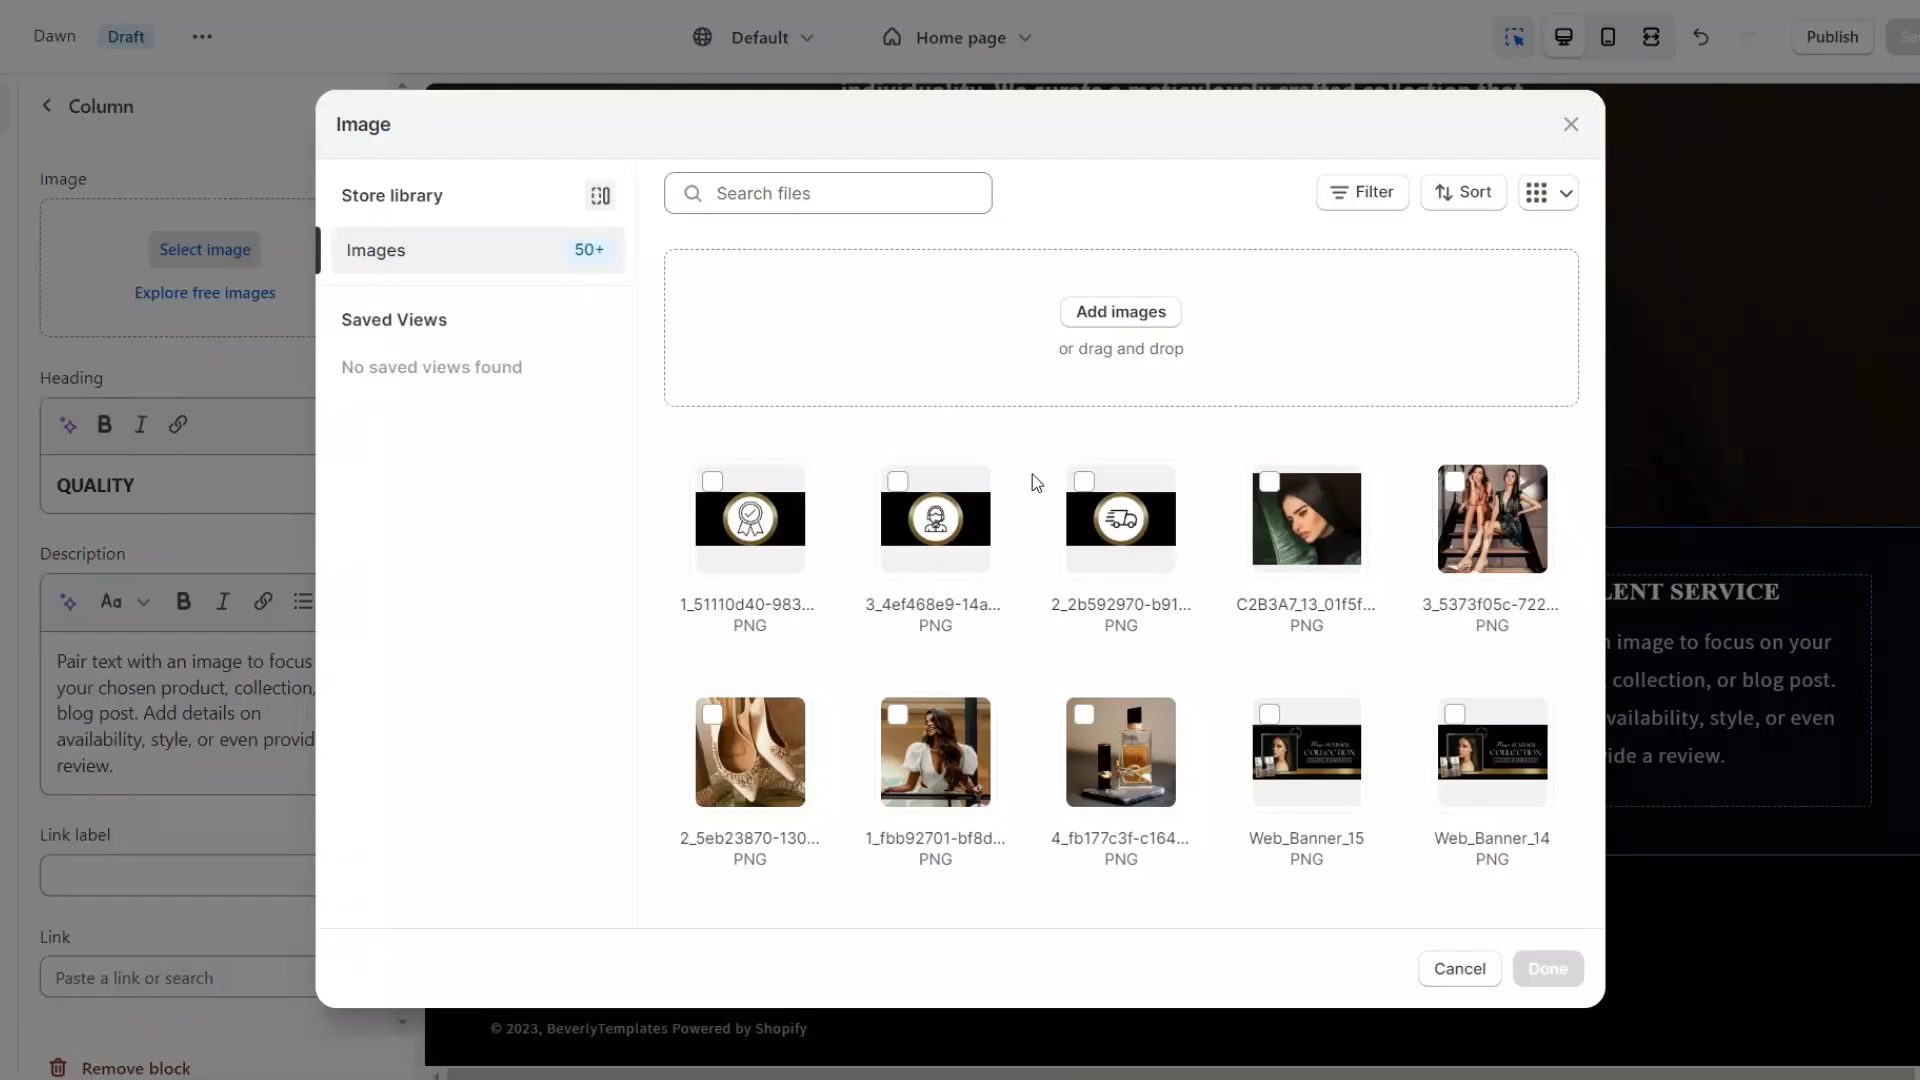 Dawn
Draft
Default
Home page
Publish
Column
Image
Select image
Explore free images
Heading
QUALITY
Description
Aa
Pair text with an image to focus
your chosen product, collection,
blog post. Add details on
availability, style, or even provid
review.
Link label
Link
Paste a link or search
Remove block
Image
Store library
Images
50+
Saved Views
No saved views found
Search files
Filter
Sort
Add images
or drag and drop
1_51110d40-983...
PNG
3_4ef468e9-14a...
PNG
2_2b592970-b91...
PNG
C2B3A7_13_01f5f...
PNG
3_5373f05c-722...
PNG
2_5eb23870-130...
PNG
1_fbb92701-bf8d...
PNG
4_fb177c3f-c164...
PNG
COLLECTION
Web_Banner_15
PNG
COLLECTION
Web_Banner_14
PNG
Cancel
Done
LENT SERVICE
image to focus on your
collection, or blog post.
vailability, style, or even
ide a review.
© 2023, BeverlyTemplates Powered by Shopify